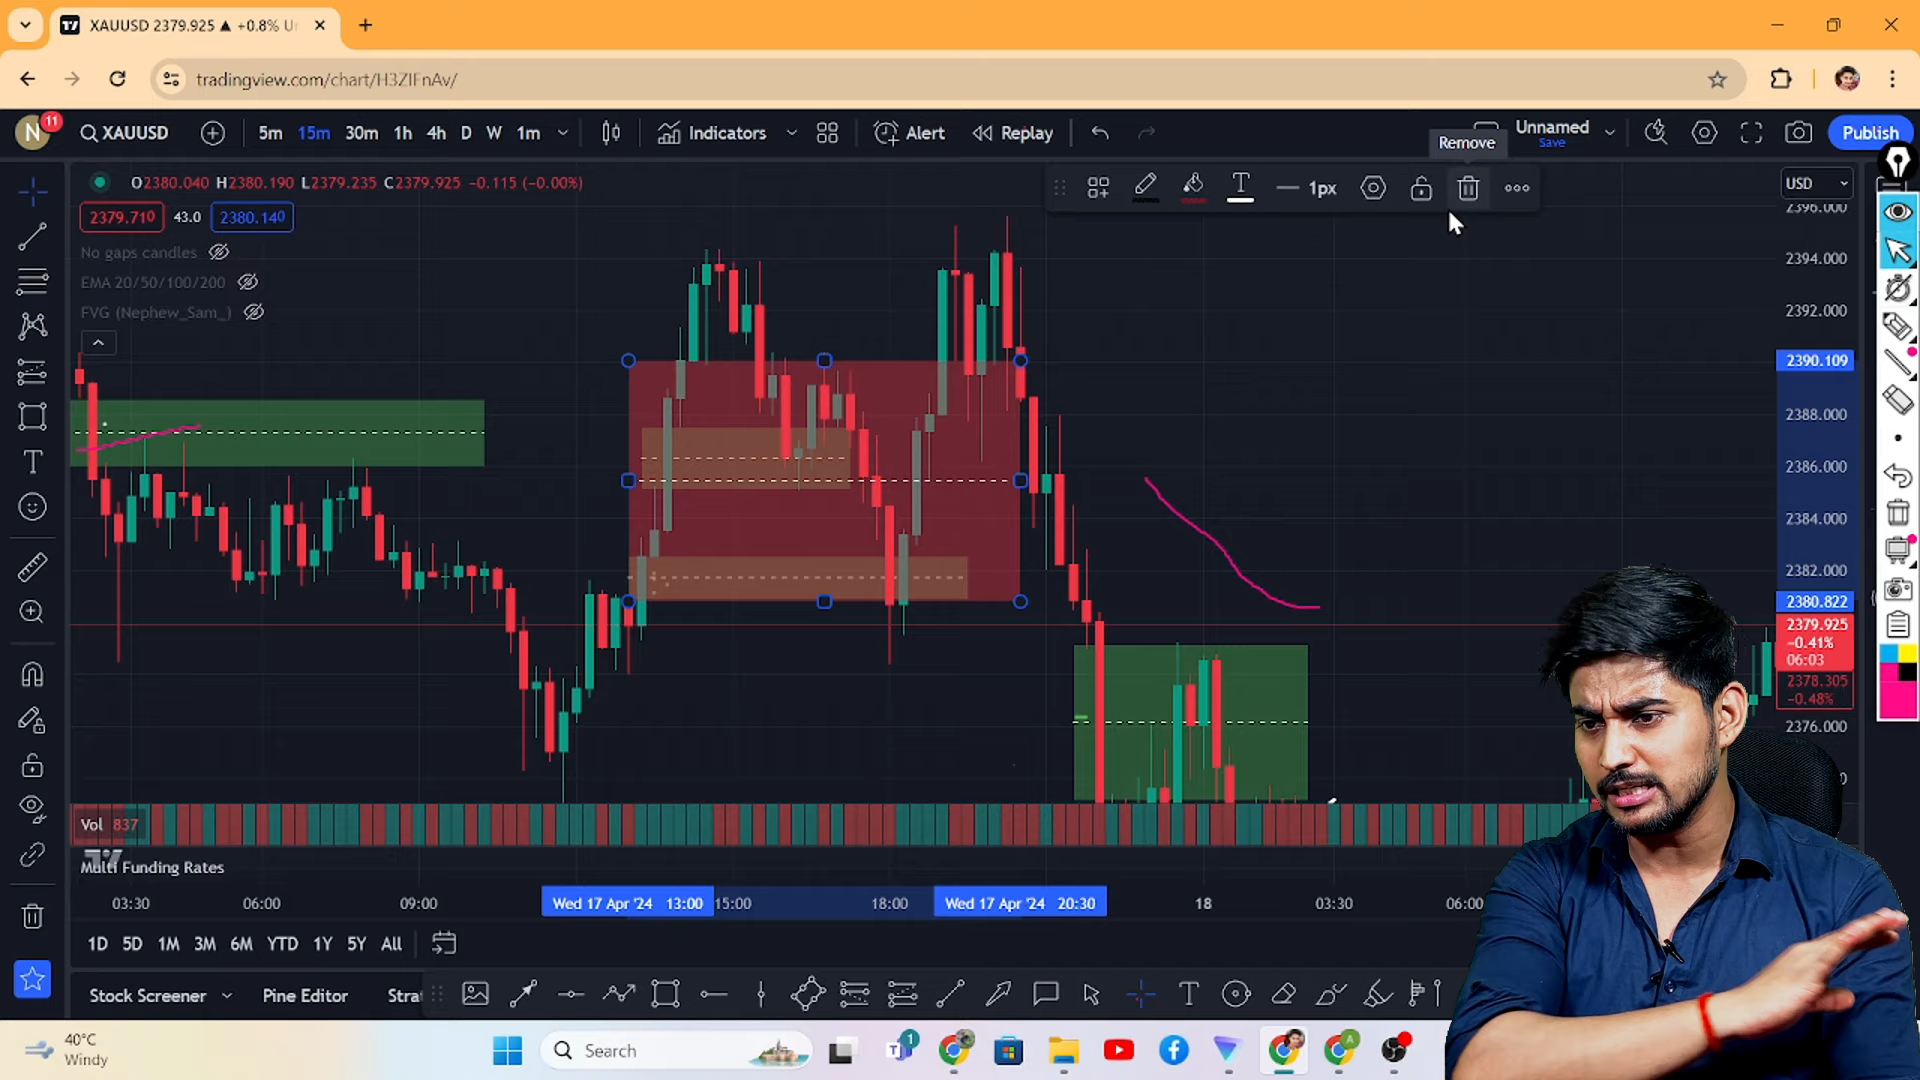 XAUUSD 2379.925 ▲ +0.8% U
tradingview.com/chart/H3ZIFnAv/
N 11 XAUUSD 5m 15m 30m 1h 4h D W 1m Indicators Alert Replay Unnamed Save Publish
Remove
O2380.040 H2380.190 L2379.235 C2379.925 −0.115 (−0.00%)
1px
USD
2379.710 43.0 2380.140
No gaps candles
EMA 20/50/100/200
FVG (Nephew_Sam_)
2396.000
2394.000
2392.000
2390.109
2388.000
2386.000
2384.000
2382.000
2380.822
2379.925
−0.41%
06:03
2378.305
−0.48%
2376.000
Vol 837
Multi Funding Rates
03:30 06:00 09:00 Wed 17 Apr '24 13:00 15:00 18:00 Wed 17 Apr '24 20:30 18 03:30 06:00
1D 5D 1M 3M 6M YTD 1Y 5Y All
Stock Screener Pine Editor Stra
40°C
Windy
Search
1
A